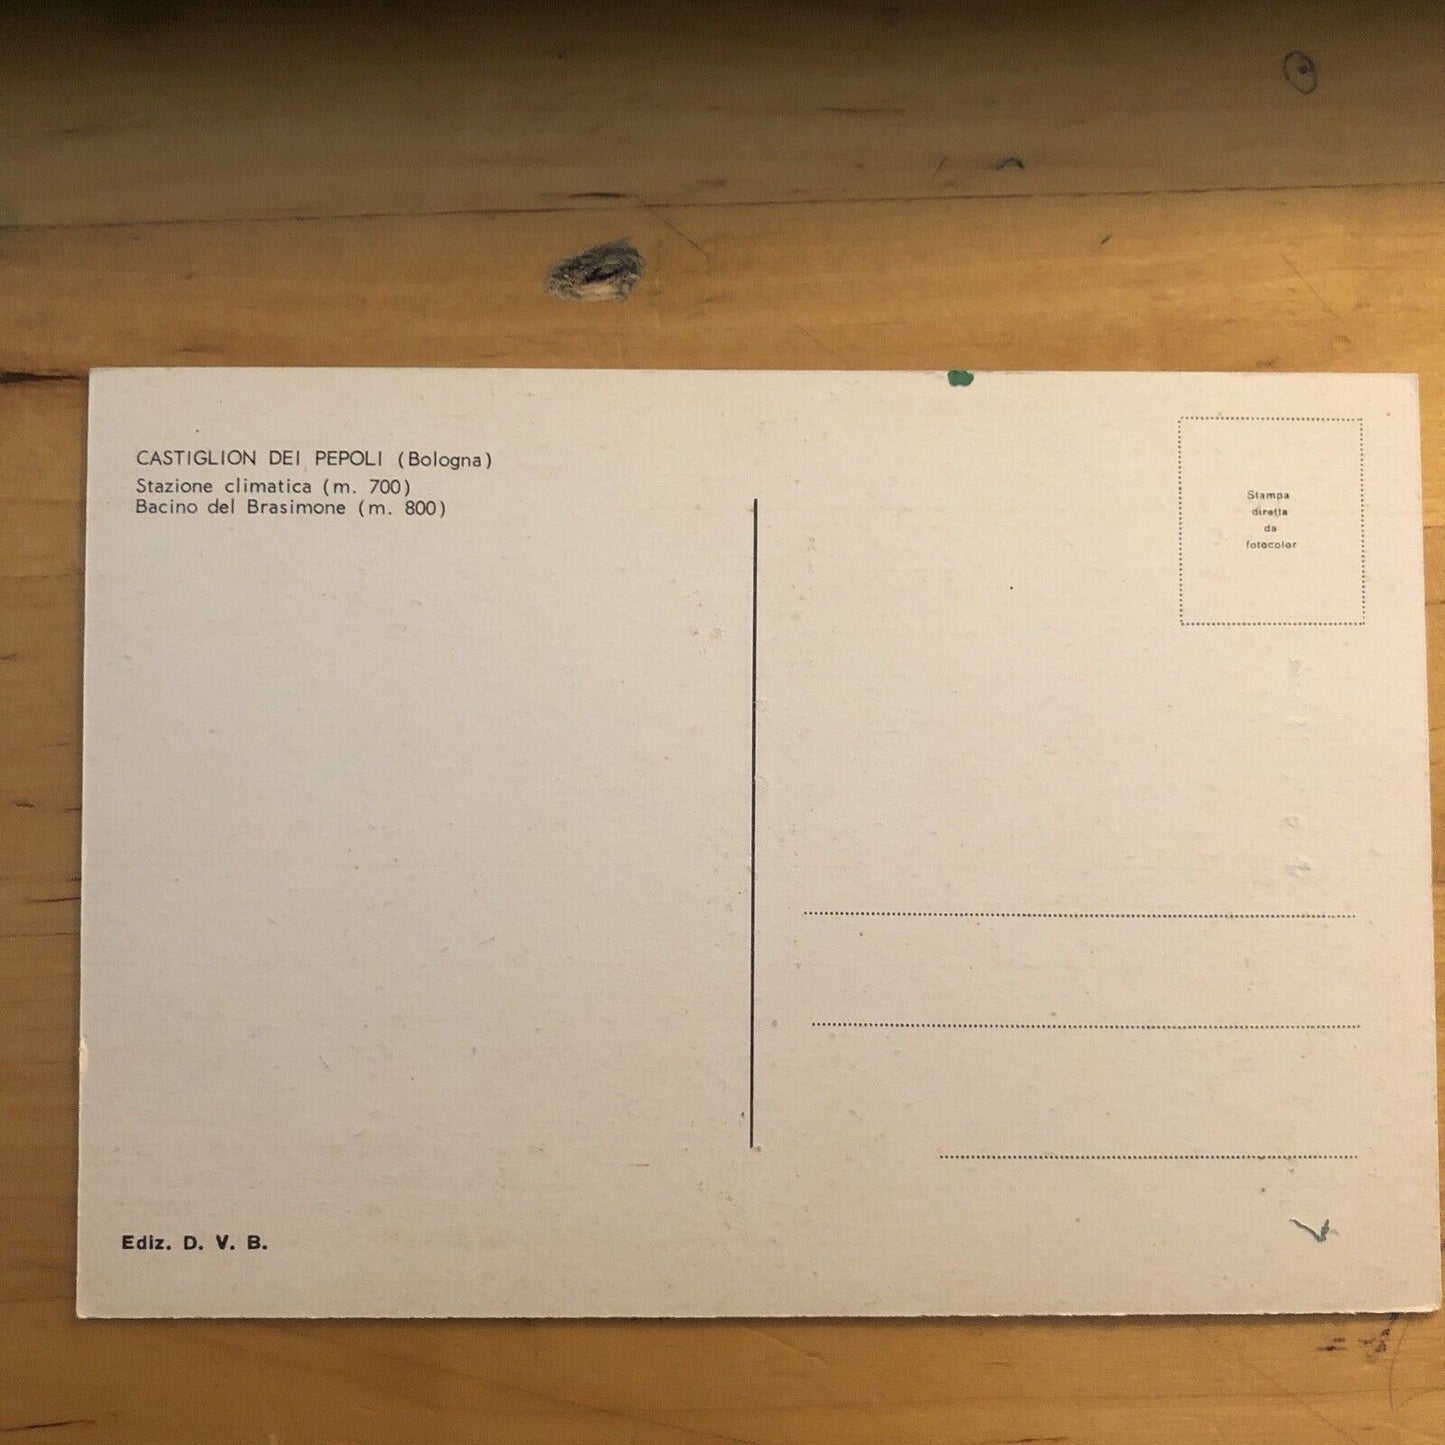 CASTIGLION DEI PEPOLI (Bologna)
Stazione climatica (m. 700)
Bacino del Brasimone (m. 800)
Stampa
diretta
da
fotocolor
Ediz. D. V. B.